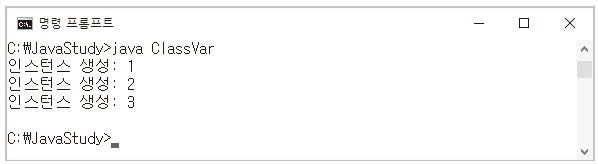 명령 프롬프트
C:₩JavaStudy>java ClassVar
인스턴스 생성: 1
인스턴스 생성: 2
인스턴스 생성: 3
C:₩JavaStudy>